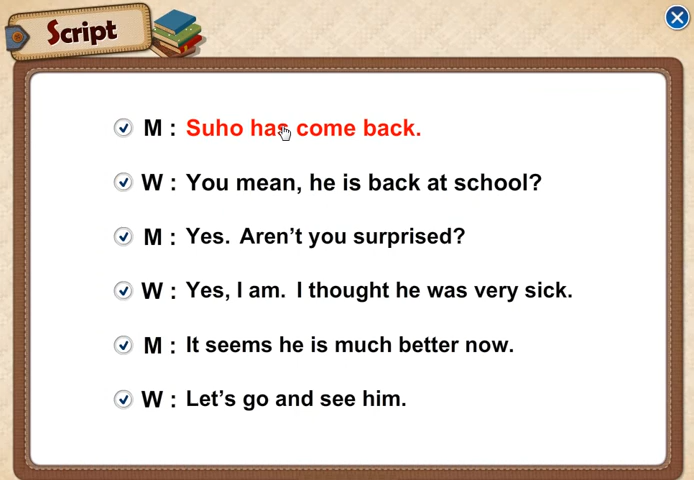 Script
M : Suho has come back.
W : You mean, he is back at school?
M : Yes. Aren't you surprised?
W : Yes, I am. I thought he was very sick.
M : It seems he is much better now.
W : Let's go and see him.